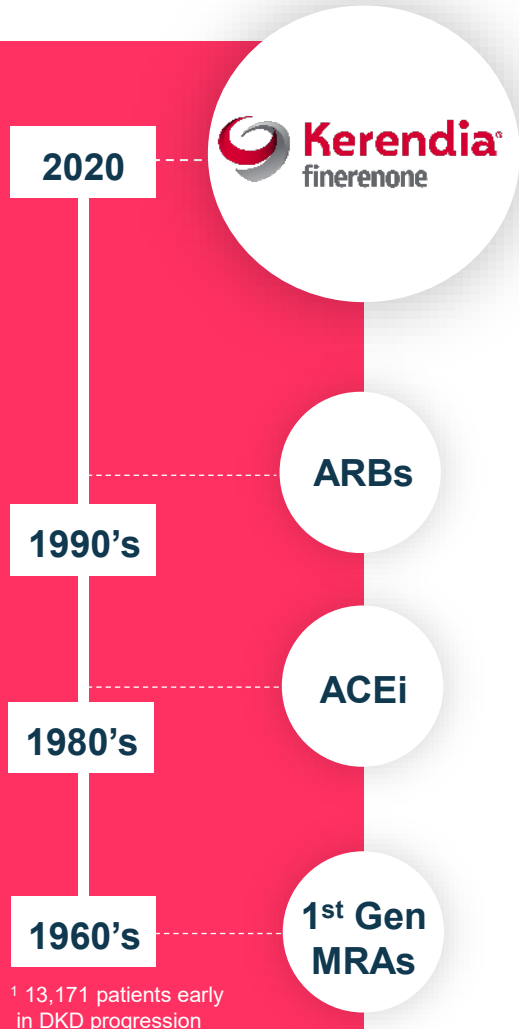 2020
Kerendia®
finerenone
ARBs
1990’s
ACEi
1980’s
1st Gen
MRAs
1960’s
1 13,171 patients early
in DKD progression